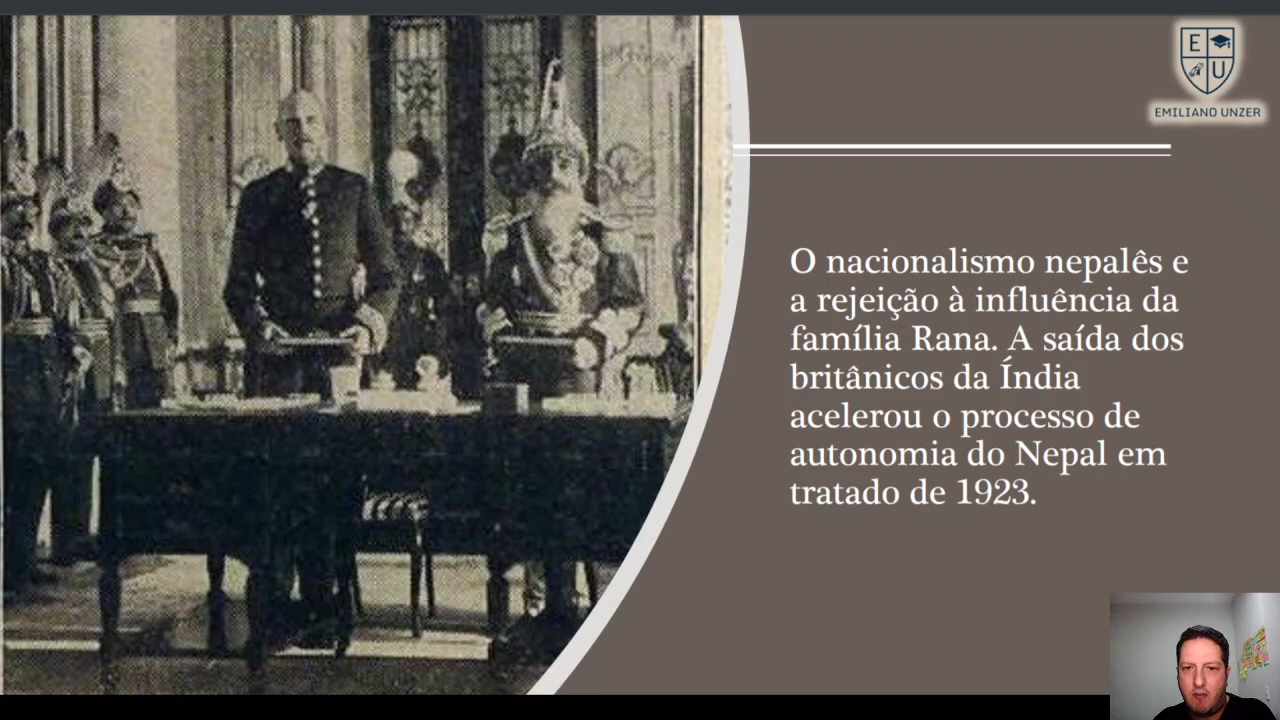 E
U
EMILIANO UNZER
O nacionalismo nepalês e
a rejeição à influência da
família Rana. A saída dos
britânicos da Índia
acelerou o processo de
autonomia do Nepal em
tratado de 1923.